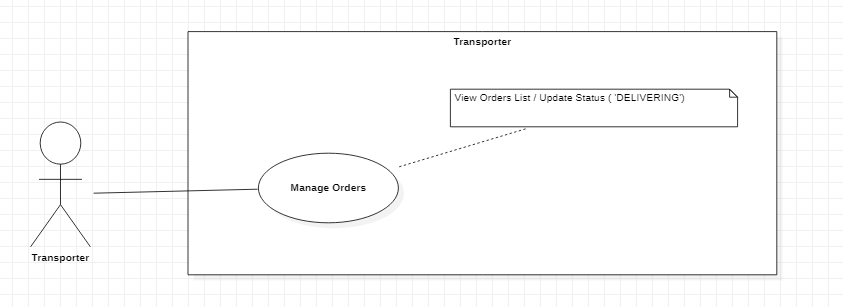 Transporter
View Orders List / Update Status ( 'DELIVERING')
Manage Orders
Transporter